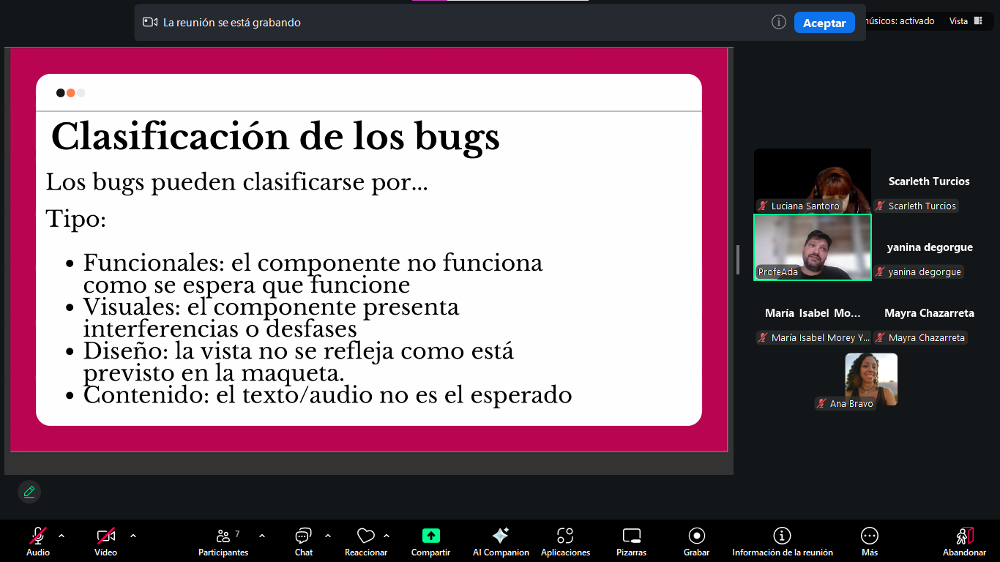 La reunión se está grabando
Aceptar
músicos: activado
Vista
Clasificación de los bugs
Los bugs pueden clasificarse por...
Tipo:
• Funcionales: el componente no funciona
como se espera que funcione
• Visuales: el componente presenta
interferencias o desfases
• Diseño: la vista no se refleja como está
previsto en la maqueta.
• Contenido: el texto/audio no es el esperado
Luciana Santoro
Scarleth Turcios
Scarleth Turcios
ProfeAda
yanina degorgue
yanina degorgue
María Isabel Mo...
María Isabel Morey Y...
Mayra Chazarreta
Mayra Chazarreta
Ana Bravo
Audio
Vídeo
Participantes
7
Chat
Reaccionar
Compartir
AI Companion
Aplicaciones
Pizarras
Grabar
Información de la reunión
Más
Abandonar